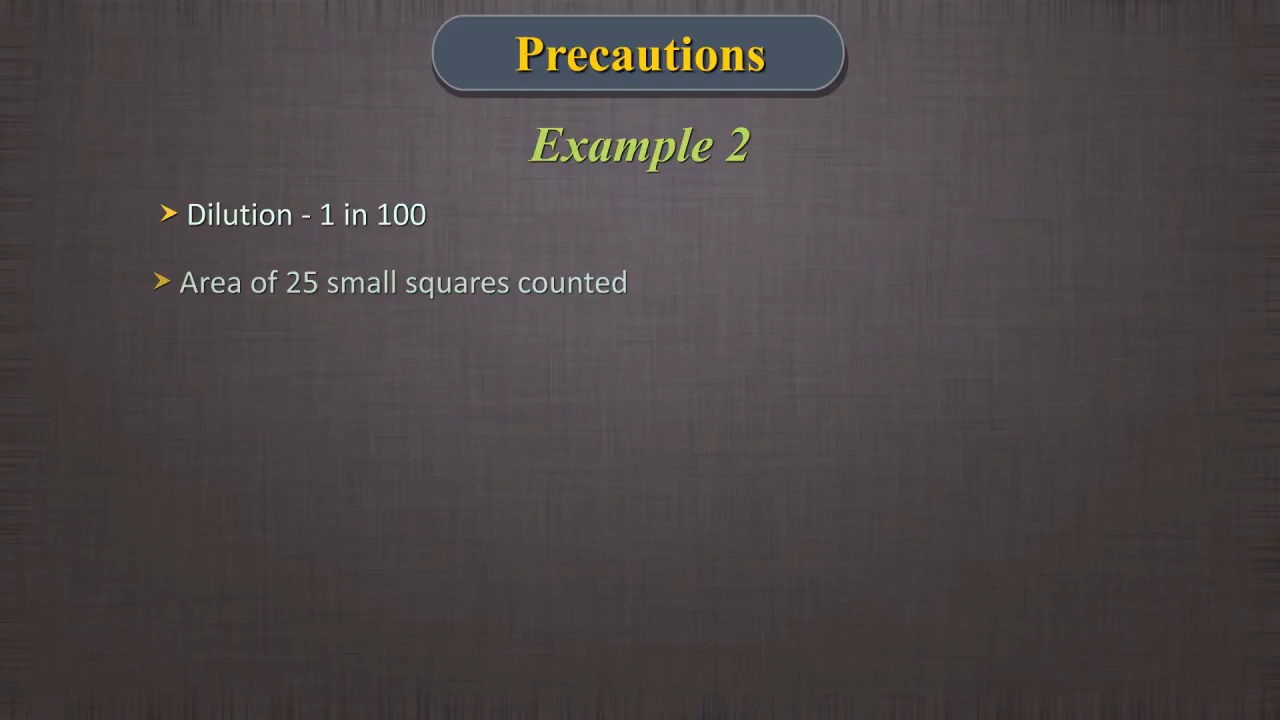 Precautions
Example 2
➤ Dilution - 1 in 100
➤ Area of 25 small squares counted